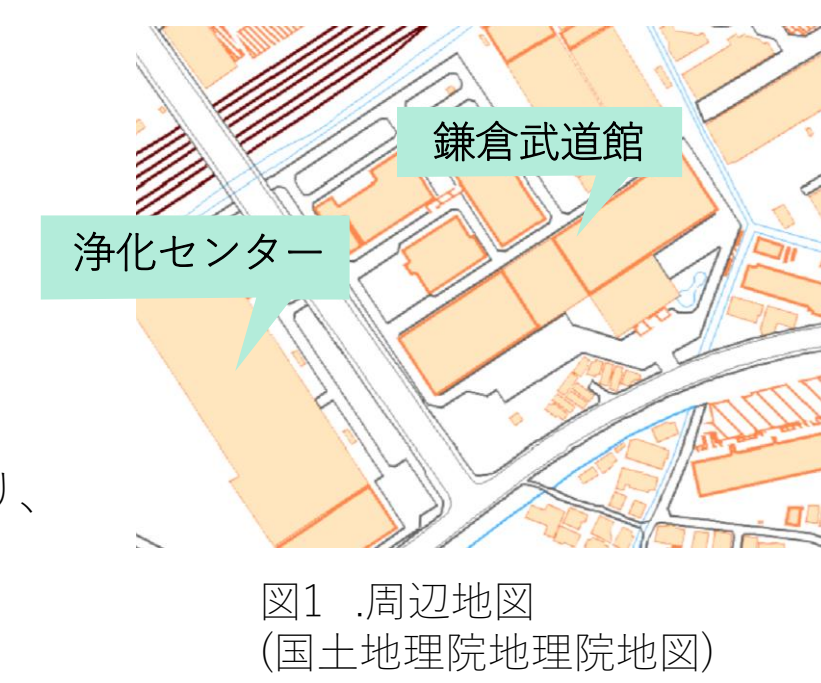 鎌倉武道館
浄化センター
り、
図1 .周辺地図
(国土地理院地理院地図)